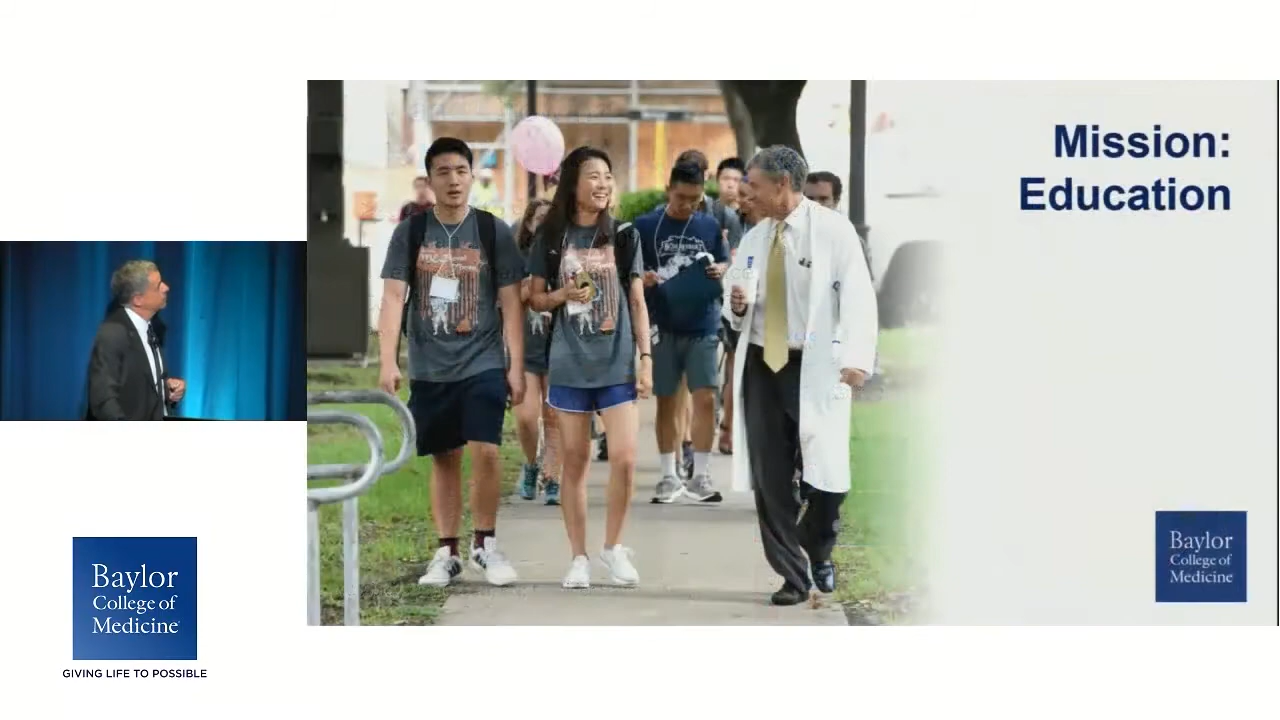 Mission:
Education
Baylor
College of
Medicine
Baylor
College of
Medicine
GIVING LIFE TO POSSIBLE